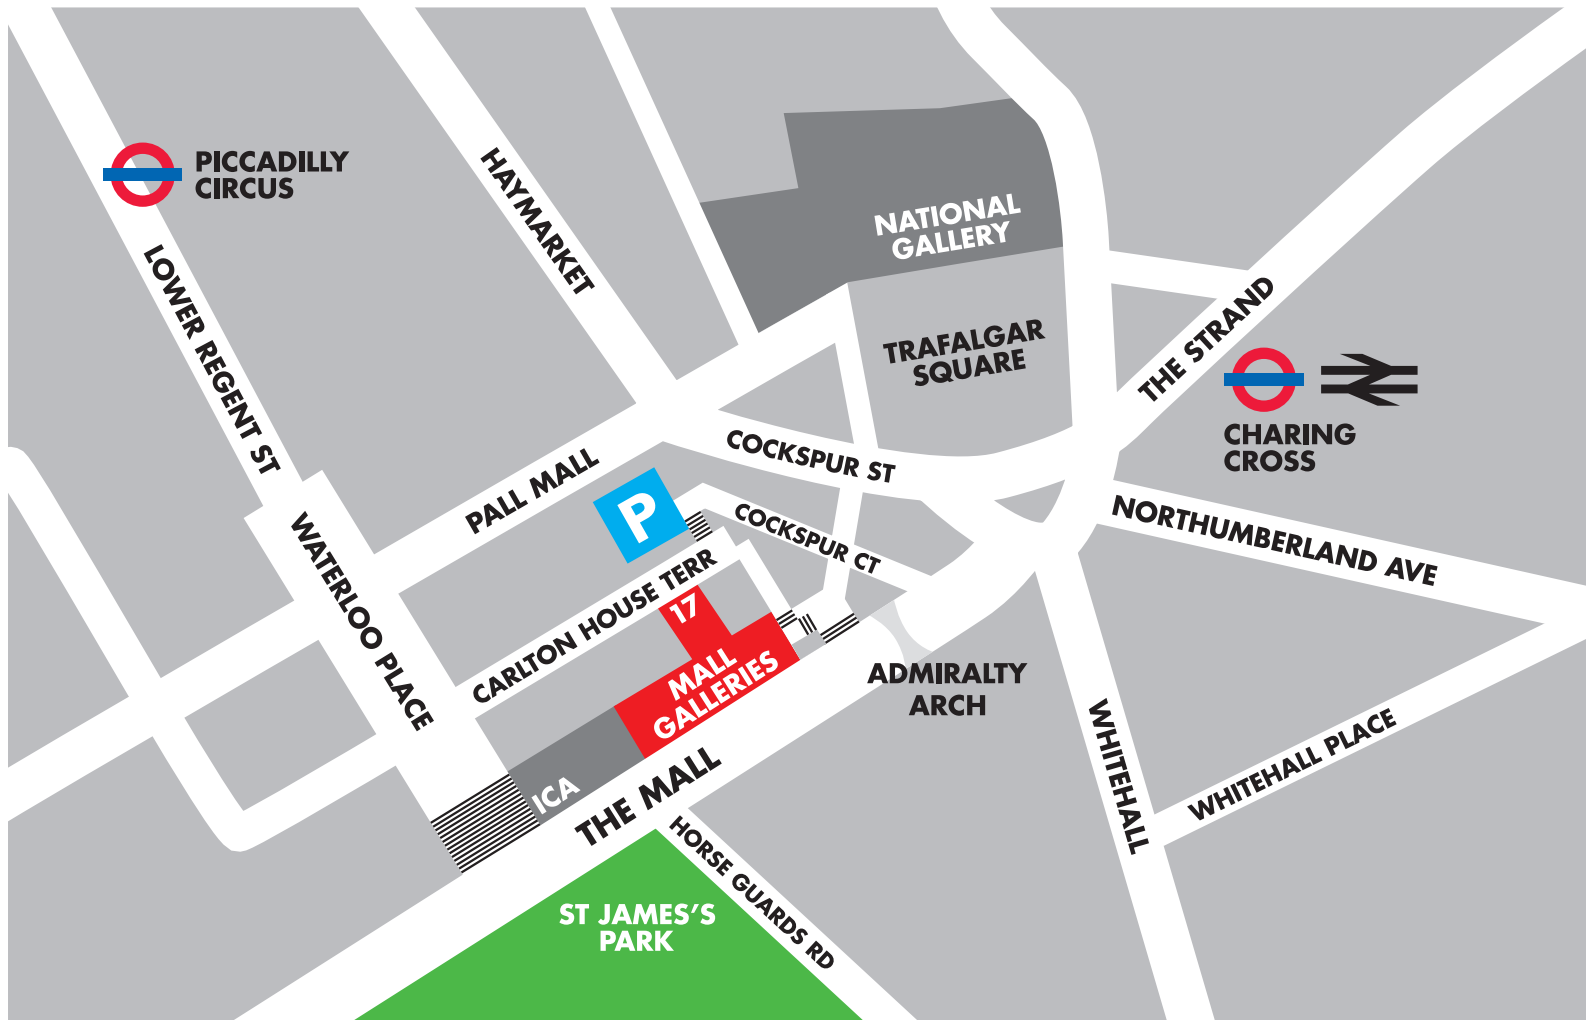 PICCADILLY
CIRCUS
HAYMARKET
NATIONAL
GALLERY
LOWER REGENT ST
TRAFALGAR
SQUARE
THE STRAND
CHARING
CROSS
COCKSPUR ST
PALL MALL
P
COCKSPUR CT
NORTHUMBERLAND AVE
WATERLOO PLACE
CARLTON HOUSE TERR
17
MALL
GALLERIES
ADMIRALTY
ARCH
ICA
THE MALL
WHITEHALL
WHITEHALL PLACE
HORSE GUARDS RD
ST JAMES'S
PARK